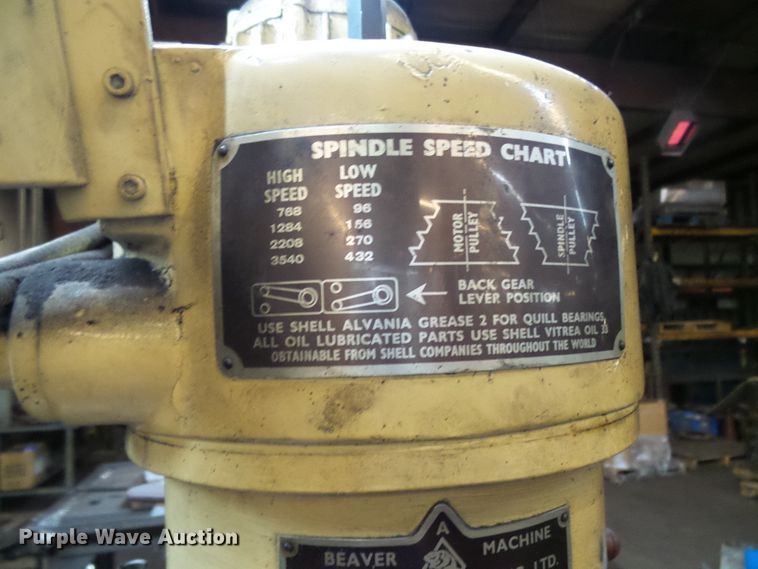 SPINDLE SPEED CHART
HIGH SPEED LOW SPEED
768 96
1284 156
2208 270
3540 432
MOTOR PULLEY
SPINDLE PULLEY
BACK GEAR
LEVER POSITION
USE SHELL ALVANIA GREASE 2 FOR QUILL BEARINGS,
ALL OIL LUBRICATED PARTS USE SHELL VITREA OIL 33
OBTAINABLE FROM SHELL COMPANIES THROUGHOUT THE WORLD
A
BEAVER MACHINE
LTD.
Purple Wave Auction